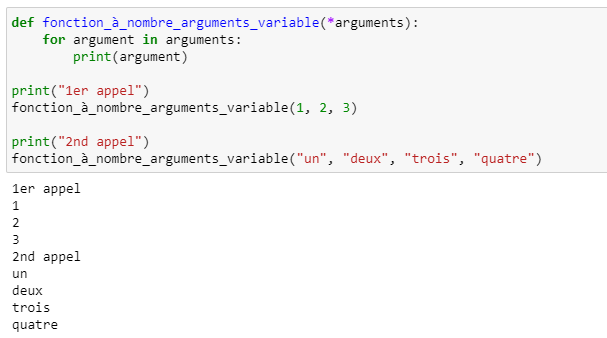 def fonction_à_nombre_arguments_variable(*arguments):
    for argument in arguments:
        print(argument)
print("1er appel")
fonction_à_nombre_arguments_variable(1, 2, 3)
print("2nd appel")
fonction_à_nombre_arguments_variable("un", "deux", "trois", "quatre")
1er appel
1
2
3
2nd appel
un
deux
trois
quatre